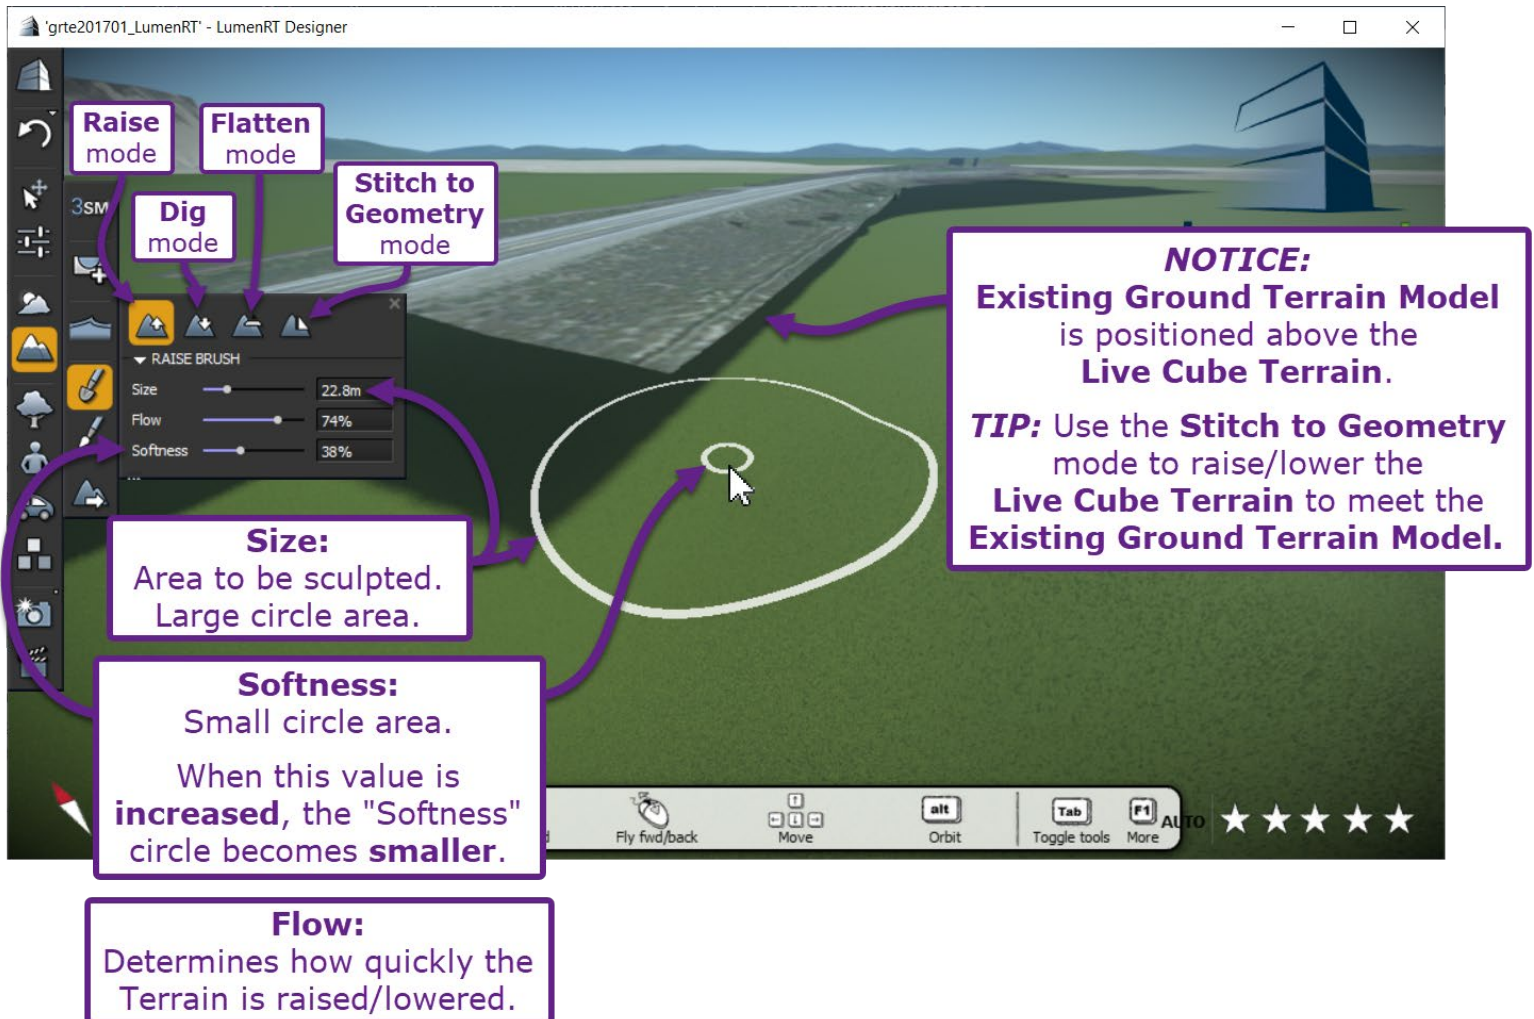 'grte201701_LumenRT' - LumenRT Designer
Raise
mode
Flatten
mode
Dig
mode
Stitch to
Geometry
mode
3SM
RAISE BRUSH
Size 22.8m
Flow 74%
Softness 38%
NOTICE:
Existing Ground Terrain Model
is positioned above the
Live Cube Terrain.
TIP: Use the Stitch to Geometry
mode to raise/lower the
Live Cube Terrain to meet the
Existing Ground Terrain Model.
Size:
Area to be sculpted.
Large circle area.
Softness:
Small circle area.
When this value is
increased, the "Softness"
circle becomes smaller.
Flow:
Determines how quickly the
Terrain is raised/lowered.
Fly fwd/back
Move
alt
Orbit
Tab
Toggle tools
F1
More
AUTO